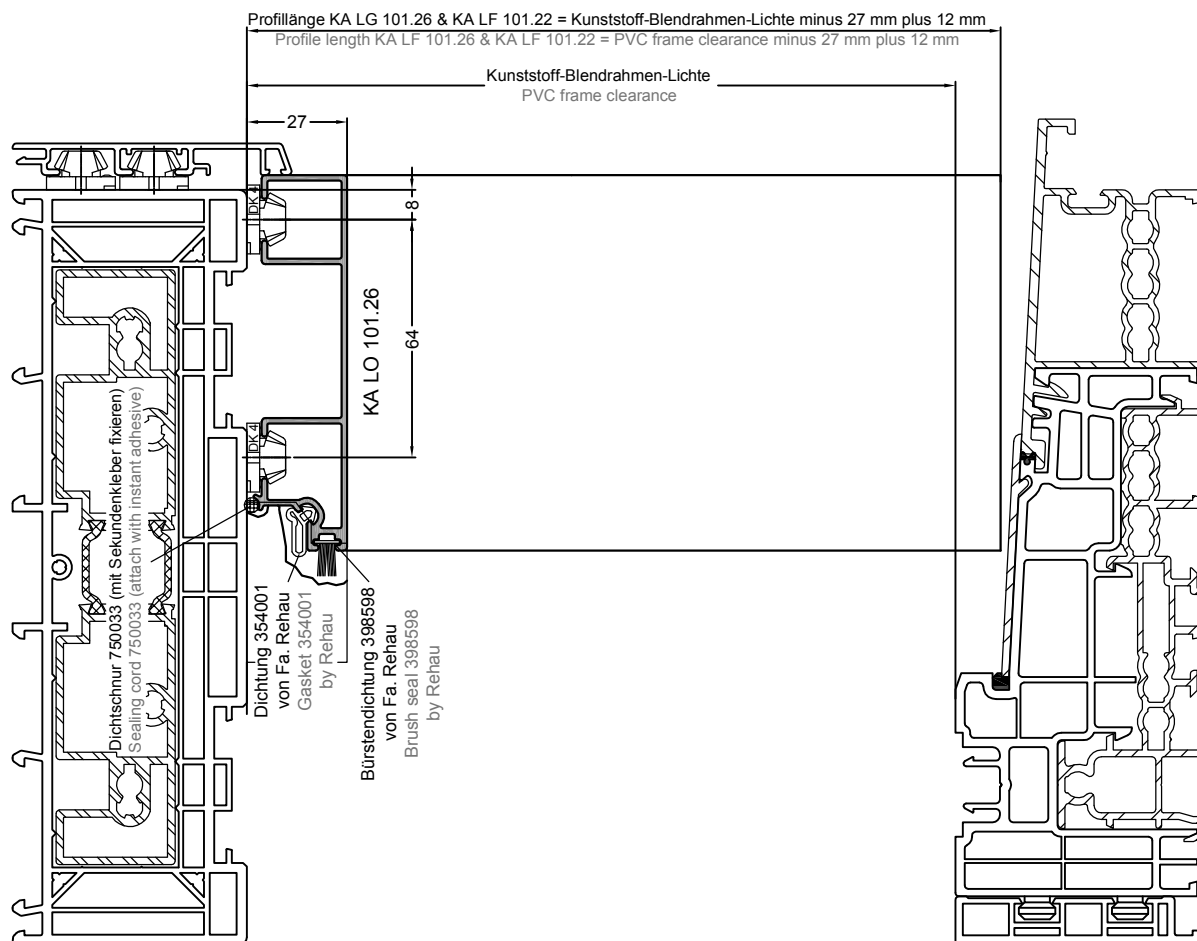 Profillänge KA LG 101.26 & KA LF 101.22 = Kunststoff-Blendrahmen-Lichte minus 27 mm plus 12 mm
Profile length KA LF 101.26 & KA LF 101.22 = PVC frame clearance minus 27 mm plus 12 mm
Kunststoff-Blendrahmen-Lichte
PVC frame clearance
27
8
DK 4
64
KA LO 101.26
DK 4
Dichtschnur 750033 (mit Sekundenkleber fixieren)
Sealing cord 750033 (attach with instant adhesive)
Dichtung 354001
von Fa. Rehau
Gasket 354001
by Rehau
Bürstendichtung 398598
von Fa. Rehau
Brush seal 398598
by Rehau